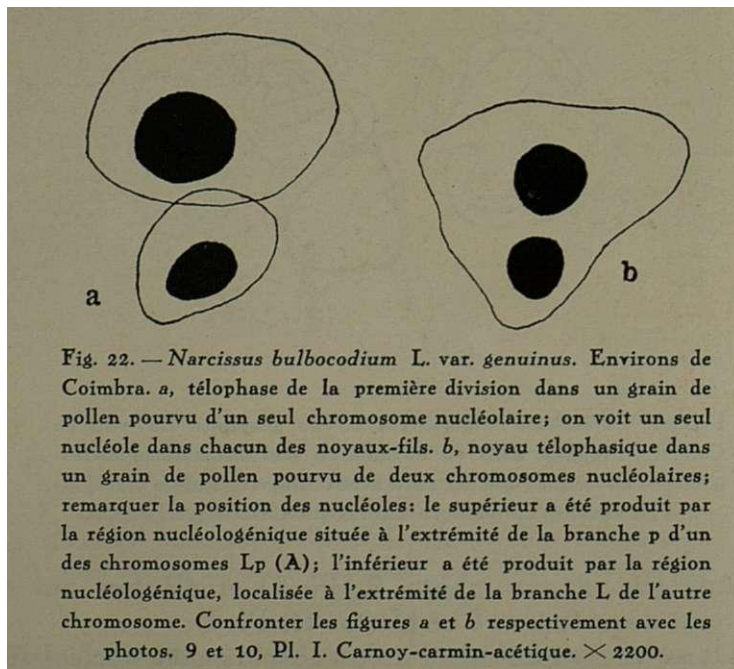 a
b
Fig. 22. — Narcissus bulbocodium L. var. genuinus. Environs de
Coimbra. a, télophase de la première division dans un grain de
pollen pourvu d'un seul chromosome nucléolaire; on voit un seul
nucléole dans chacun des noyaux-fils. b, noyau télophasique dans
un grain de pollen pourvu de deux chromosomes nucléolaires;
remarquer la position des nucléoles: le supérieur a été produit par
la région nucléologénique située à l'extrémité de la branche p d'un
des chromosomes Lp (A); l'inférieur a été produit par la région
nucléologénique, localisée à l'extrémité de la branche L de l'autre
chromosome. Confronter les figures a et b respectivement avec les
photos. 9 et 10, Pl. I. Carnoy-carmin-acétique. × 2200.